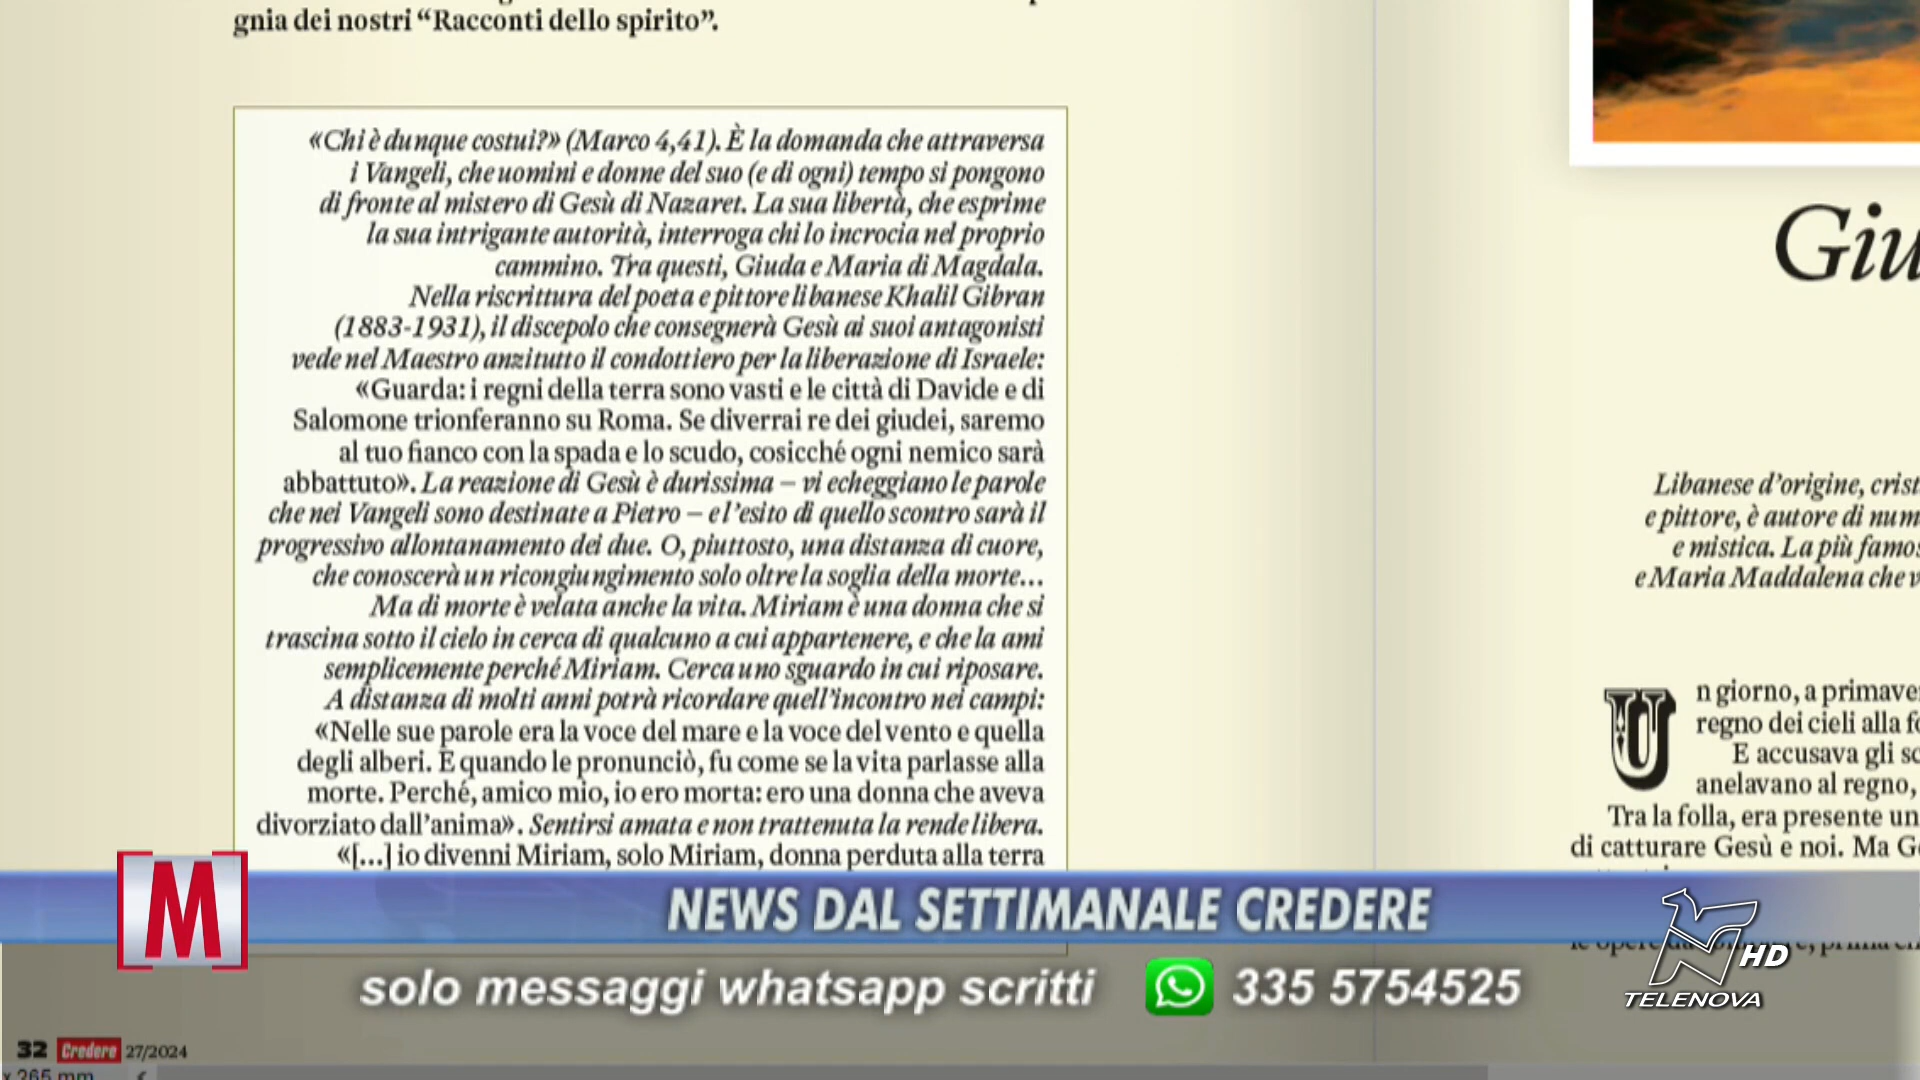 gnia dei nostri “Racconti dello spirito”.
«Chi è dunque costui?» (Marco 4,41). È la domanda che attraversa
i Vangeli, che uomini e donne del suo (e di ogni) tempo si pongono
di fronte al mistero di Gesù di Nazaret. La sua libertà, che esprime
la sua intrigante autorità, interroga chi lo incrocia nel proprio
cammino. Tra questi, Giuda e Maria di Magdala.
Nella riscrittura del poeta e pittore libanese Khalil Gibran
(1883-1931), il discepolo che consegnerà Gesù ai suoi antagonisti
vede nel Maestro anzitutto il condottiero per la liberazione di Israele:
«Guarda: i regni della terra sono vasti e le città di Davide e di
Salomone trionferanno su Roma. Se diverrai re dei giudei, saremo
al tuo fianco con la spada e lo scudo, cosicché ogni nemico sarà
abbattuto». La reazione di Gesù è durissima – vi echeggiano le parole
che nei Vangeli sono destinate a Pietro – e l’esito di quello scontro sarà il
progressivo allontanamento dei due. O, piuttosto, una distanza di cuore,
che conoscerà un ricongiungimento solo oltre la soglia della morte...
Ma di morte è velata anche la vita. Miriam è una donna che si
trascina sotto il cielo in cerca di qualcuno a cui appartenere, e che la ami
semplicemente perché Miriam. Cerca uno sguardo in cui riposare.
A distanza di molti anni potrà ricordare quell’incontro nei campi:
«Nelle sue parole era la voce del mare e la voce del vento e quella
degli alberi. E quando le pronunciò, fu come se la vita parlasse alla
morte. Perché, amico mio, io ero morta: ero una donna che aveva
divorziato dall’anima». Sentirsi amata e non trattenuta la rende libera.
«[...] io divenni Miriam, solo Miriam, donna perduta alla terra
Giu
Libanese d’origine, crist
e pittore, è autore di num
e mistica. La più famos
e Maria Maddalena che v
Un giorno, a primaver
regno dei cieli alla fo
E accusava gli sc
anelavano al regno,
Tra la folla, era presente un
di catturare Gesù e noi. Ma G
M
NEWS DAL SETTIMANALE CREDERE
solo messaggi whatsapp scritti 335 5754525
HD
TELENOVA
32 Credere 27/2024
x 265 mm